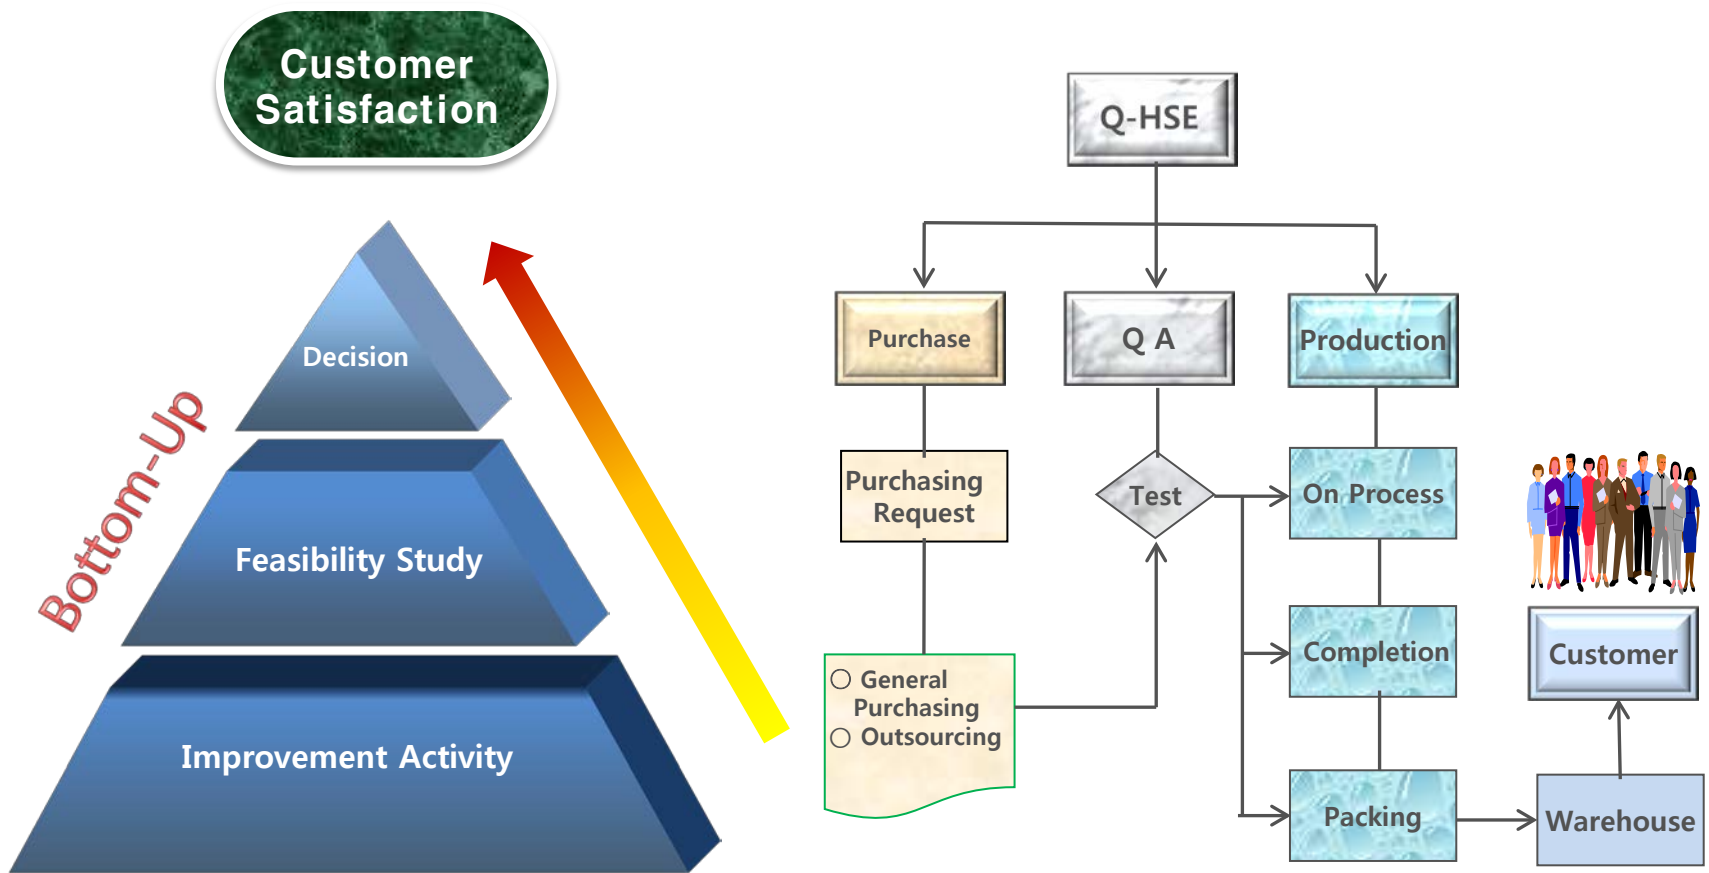 Customer
Satisfaction
Decision
Bottom-Up
Feasibility Study
Improvement Activity
Q-HSE
Purchase
Q A
Production
Purchasing
Request
Test
On Process
○ General
Purchasing
○ Outsourcing
Completion
Customer
Packing
Warehouse